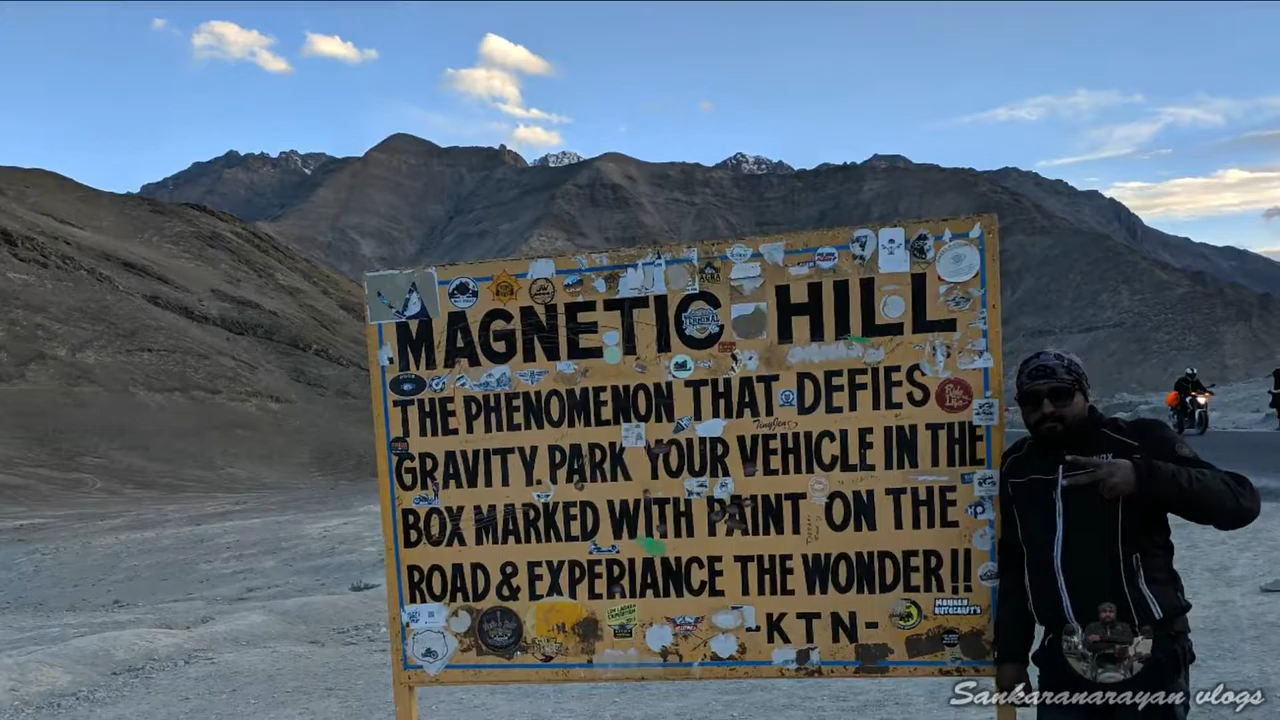 MAGNETIC HILL
THE PHENOMENON THAT DEFIES
GRAVITY. PARK YOUR VEHICLE IN THE
BOX MARKED WITH PAINT ON THE
ROAD & EXPERIANCE THE WONDER!!
-KTN-
Sankaranarayan vlogs